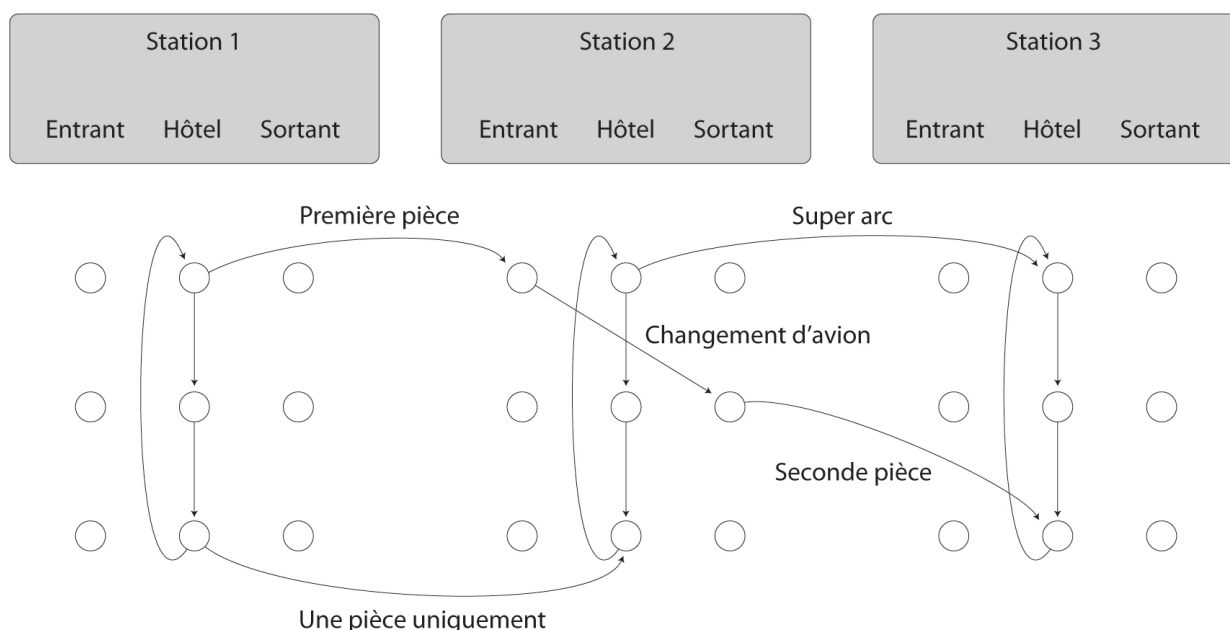 Station 1
Station 2
Station 3
Entrant Hôtel Sortant
Entrant Hôtel Sortant
Entrant Hôtel Sortant
Première pièce
Super arc
Changement d’avion
Seconde pièce
Une pièce uniquement